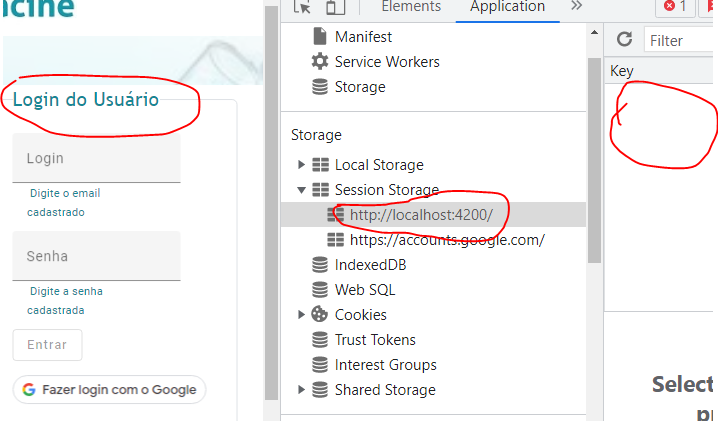 acine
Login do Usuário
Login
Digite o email
cadastrado
Senha
Digite a senha
cadastrada
Entrar
Fazer login com o Google
Elements
Application
1
Manifest
Service Workers
Storage
Storage
Local Storage
Session Storage
http://localhost:4200/
https://accounts.google.com/
IndexedDB
Web SQL
Cookies
Trust Tokens
Interest Groups
Shared Storage
Filter
Key
Select
p